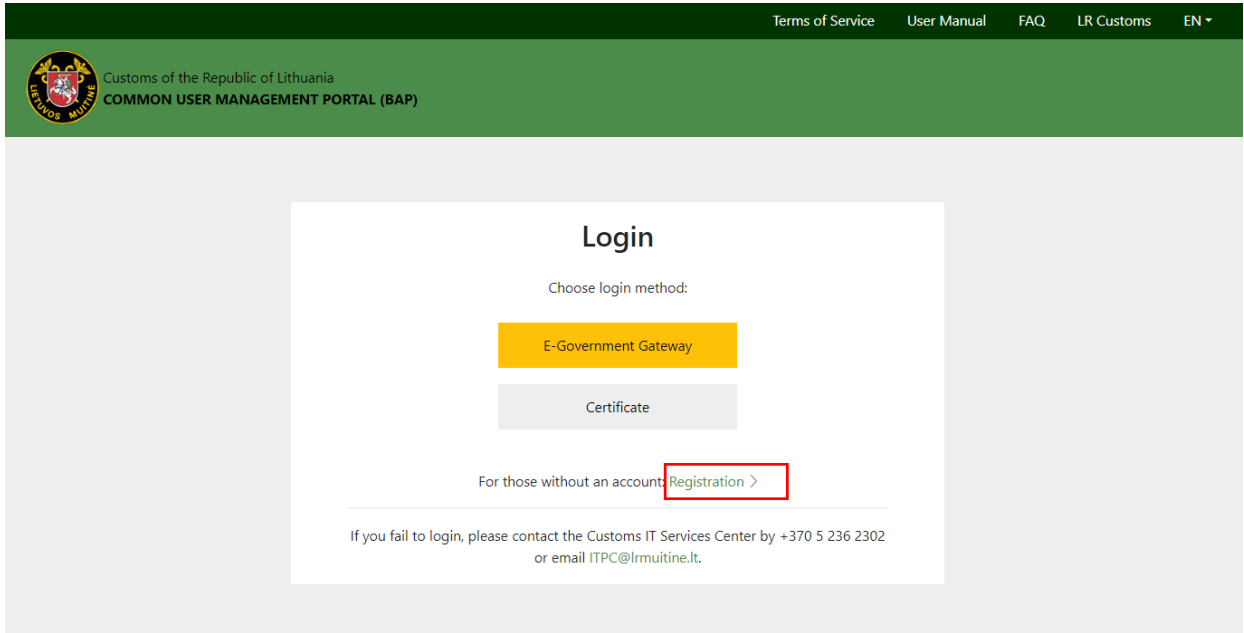 Terms of Service User Manual FAQ LR Customs EN
LIETUVOS MUITINĖ
Customs of the Republic of Lithuania
COMMON USER MANAGEMENT PORTAL (BAP)
Login
Choose login method:
E-Government Gateway
Certificate
For those without an account: Registration >
If you fail to login, please contact the Customs IT Services Center by +370 5 236 2302
or email ITPC@lrmuitine.lt.